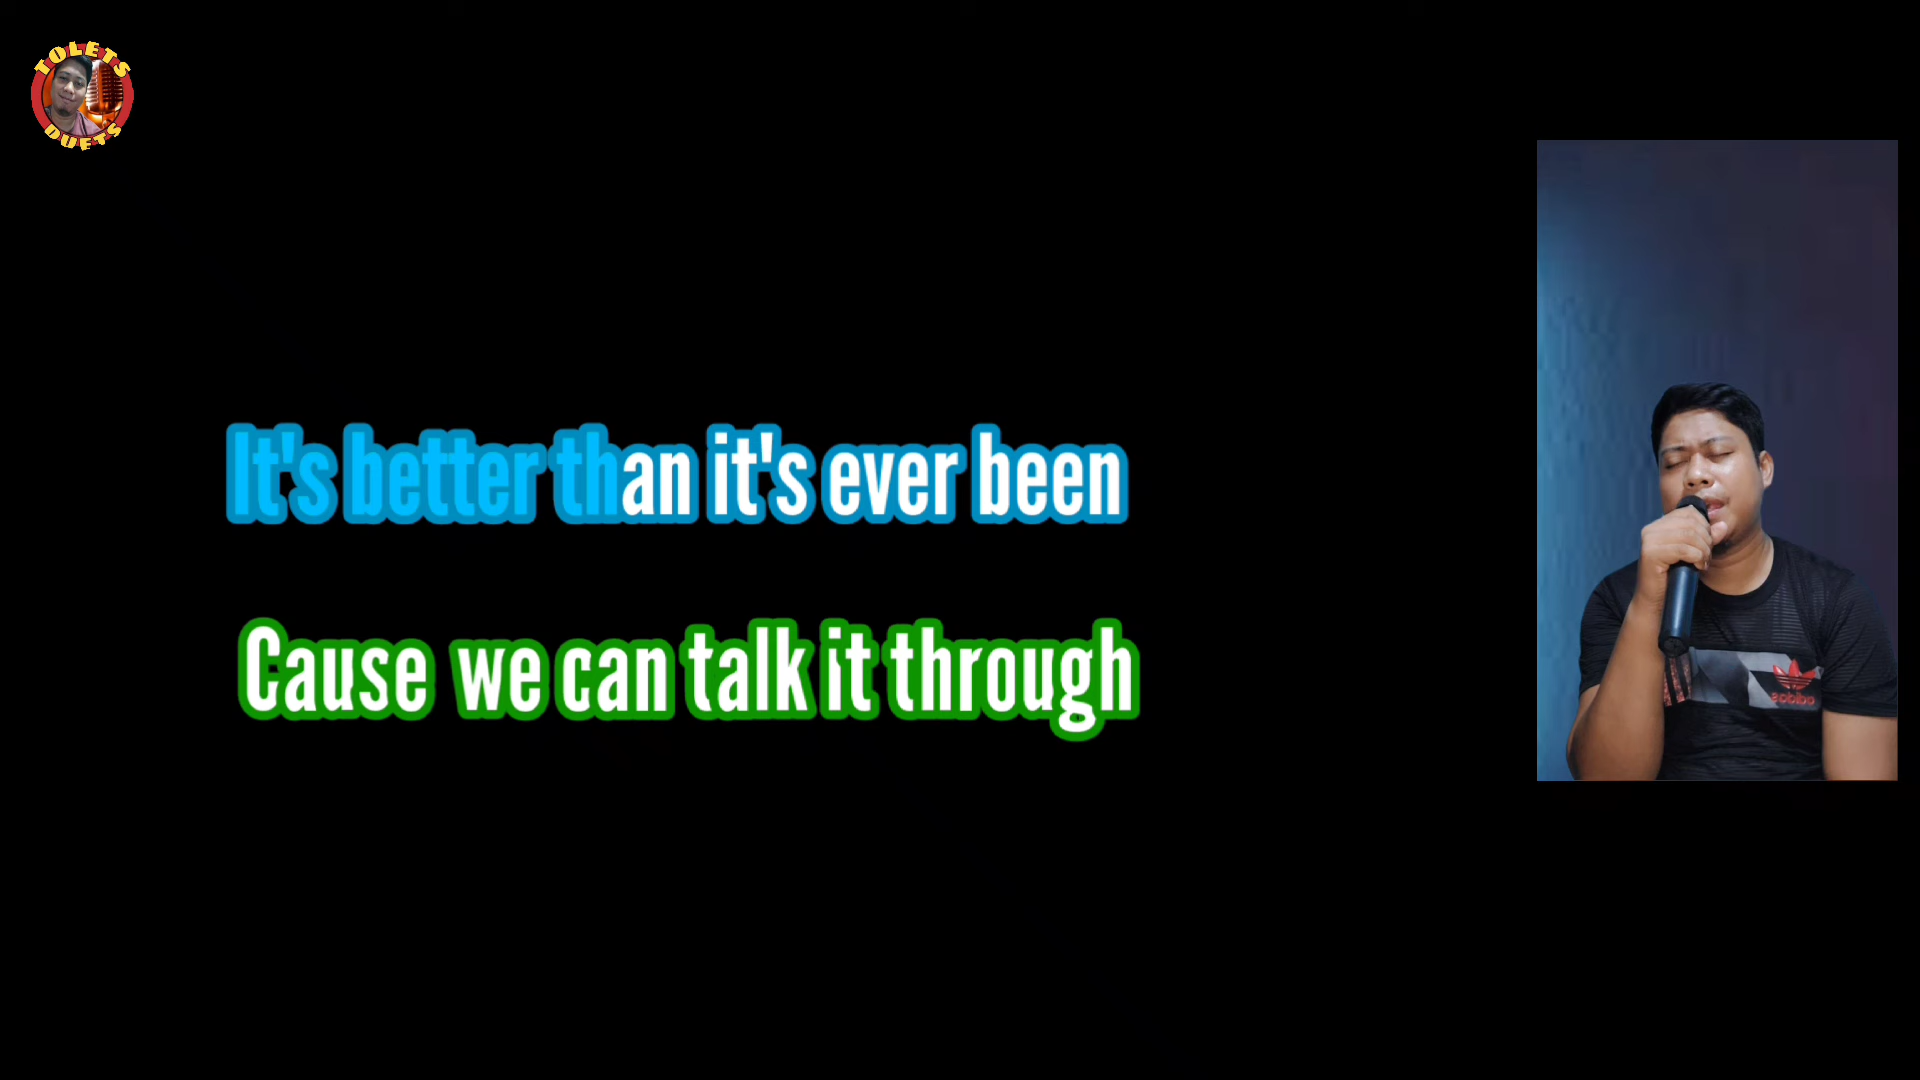 TOLETS
DUETS
It's better than it's ever been
Cause we can talk it through
adidas